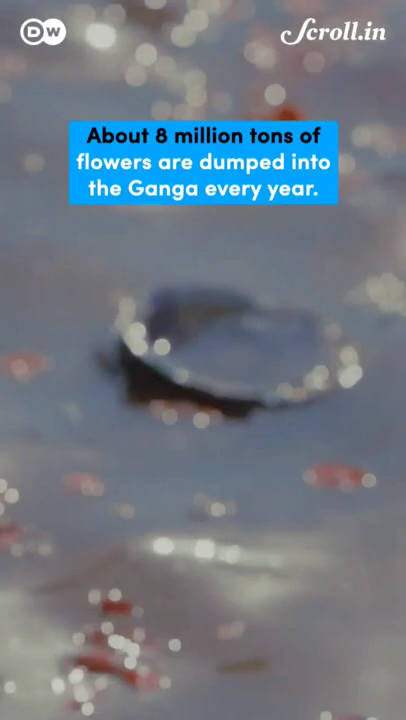 DW
Scroll.in
About 8 million tons of
flowers are dumped into
the Ganga every year.